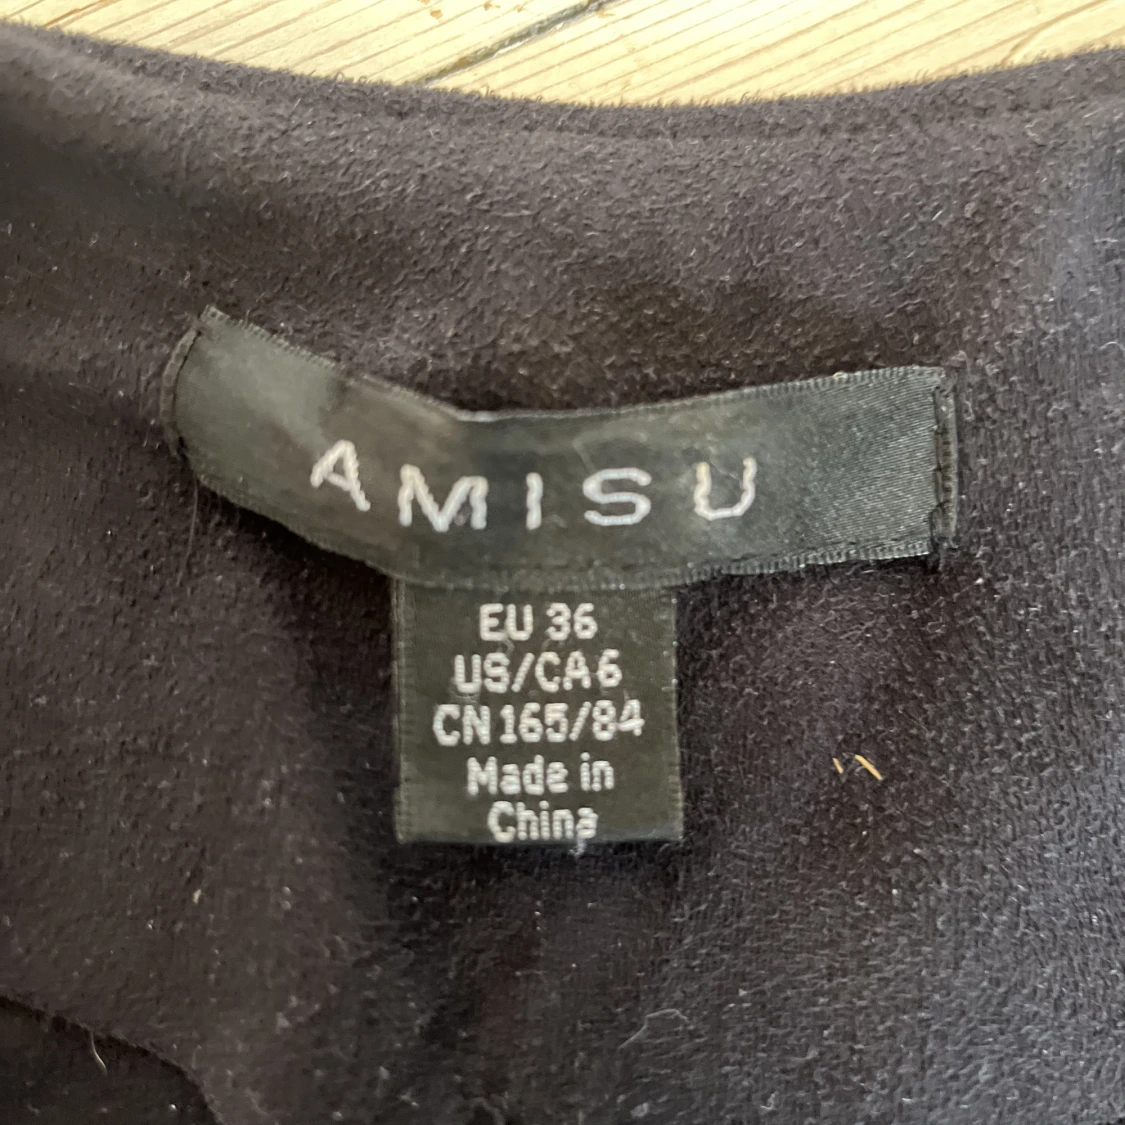 AMISU
EU 36
US/CA 6
CN 165/84
Made in
China